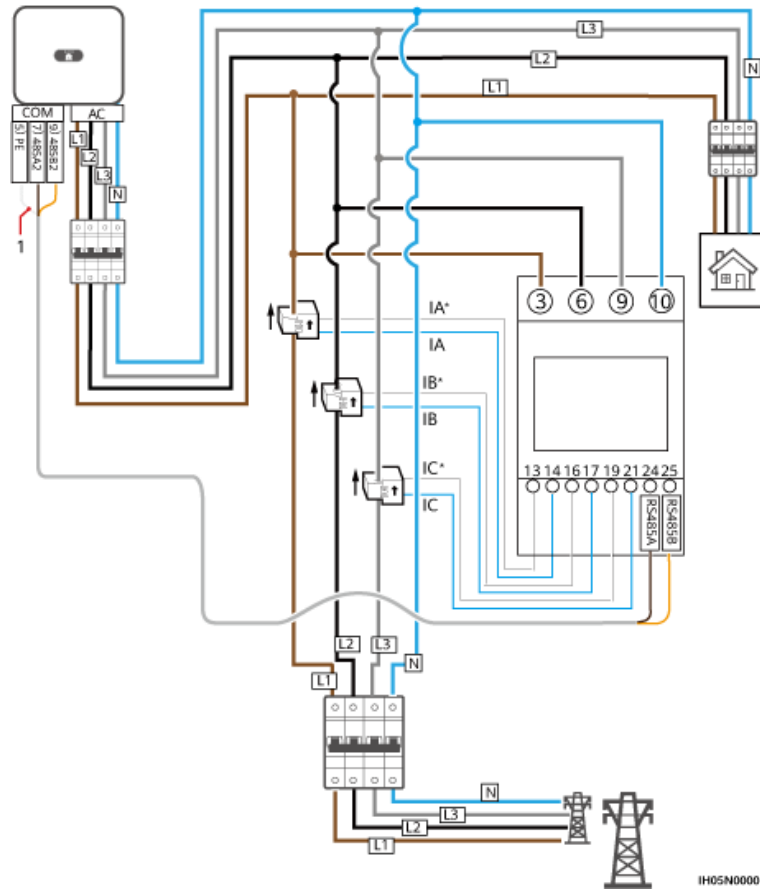 L3
L2
N
L1
COM
AC
5) PE
7) 485A2
9) 485B2
L1
L2
L3
N
1
3
6
9
10
IA*
IA
IB*
IB
IC*
IC
13 14 16 17 19 21 24 25
RS485A
RS485B
L2
L3
N
L1
N
L3
L2
L1
IH05N0000